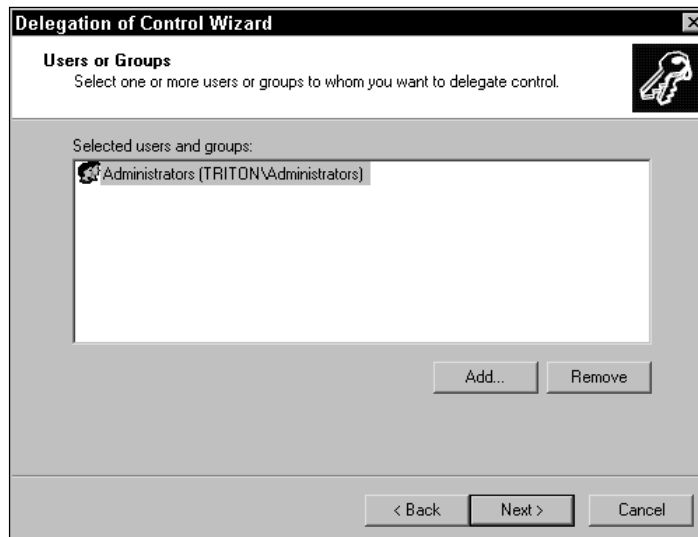 Delegation of Control Wizard
Users or Groups
Select one or more users or groups to whom you want to delegate control.
Selected users and groups:
Administrators (TRITON\Administrators)
Add... Remove
< Back Next > Cancel